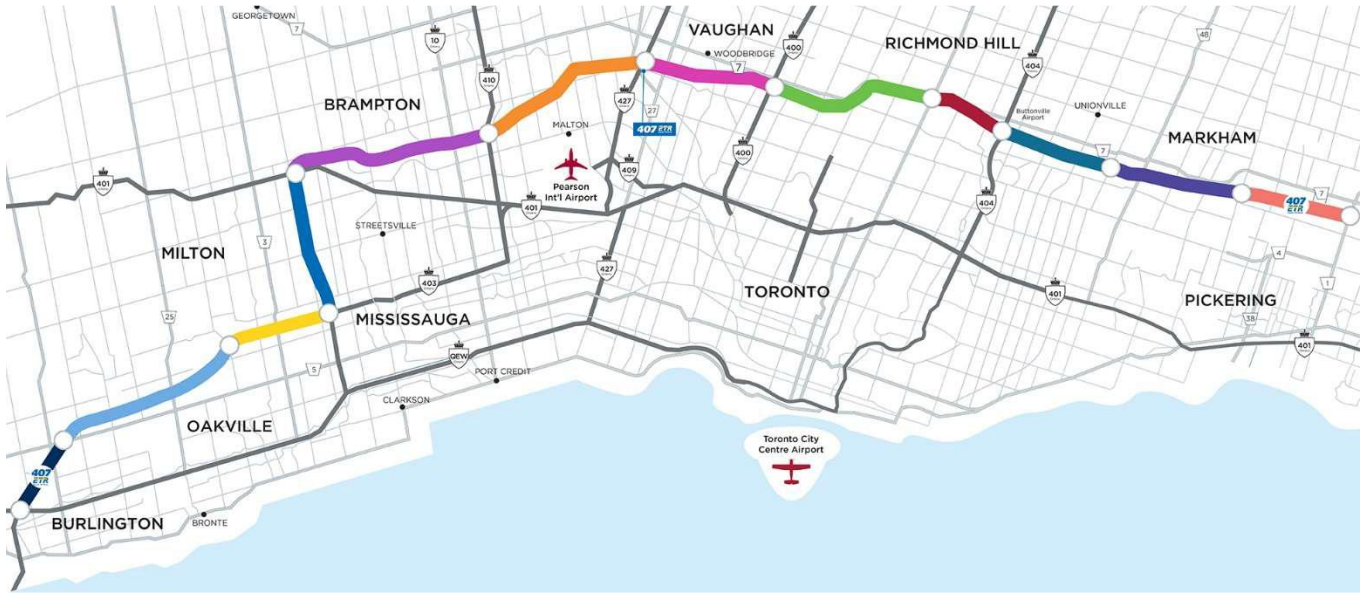 GEORGETOWN
7
10
VAUGHAN
WOODBRIDGE
400
RICHMOND HILL
48
404
410
7
BRAMPTON
427
27
MALTON
407 ETR
Buttonville
Airport
UNIONVILLE
MARKHAM
7
400
409
Pearson
Int'l Airport
401
401
404
7
407
ETR
STREETSVILLE
3
MILTON
427
403
4
TORONTO
401
1
PICKERING
25
MISSISSAUGA
38
401
QEW
5
PORT CREDIT
CLARKSON
OAKVILLE
Toronto City
Centre Airport
407
ETR
BURLINGTON
BRONTE